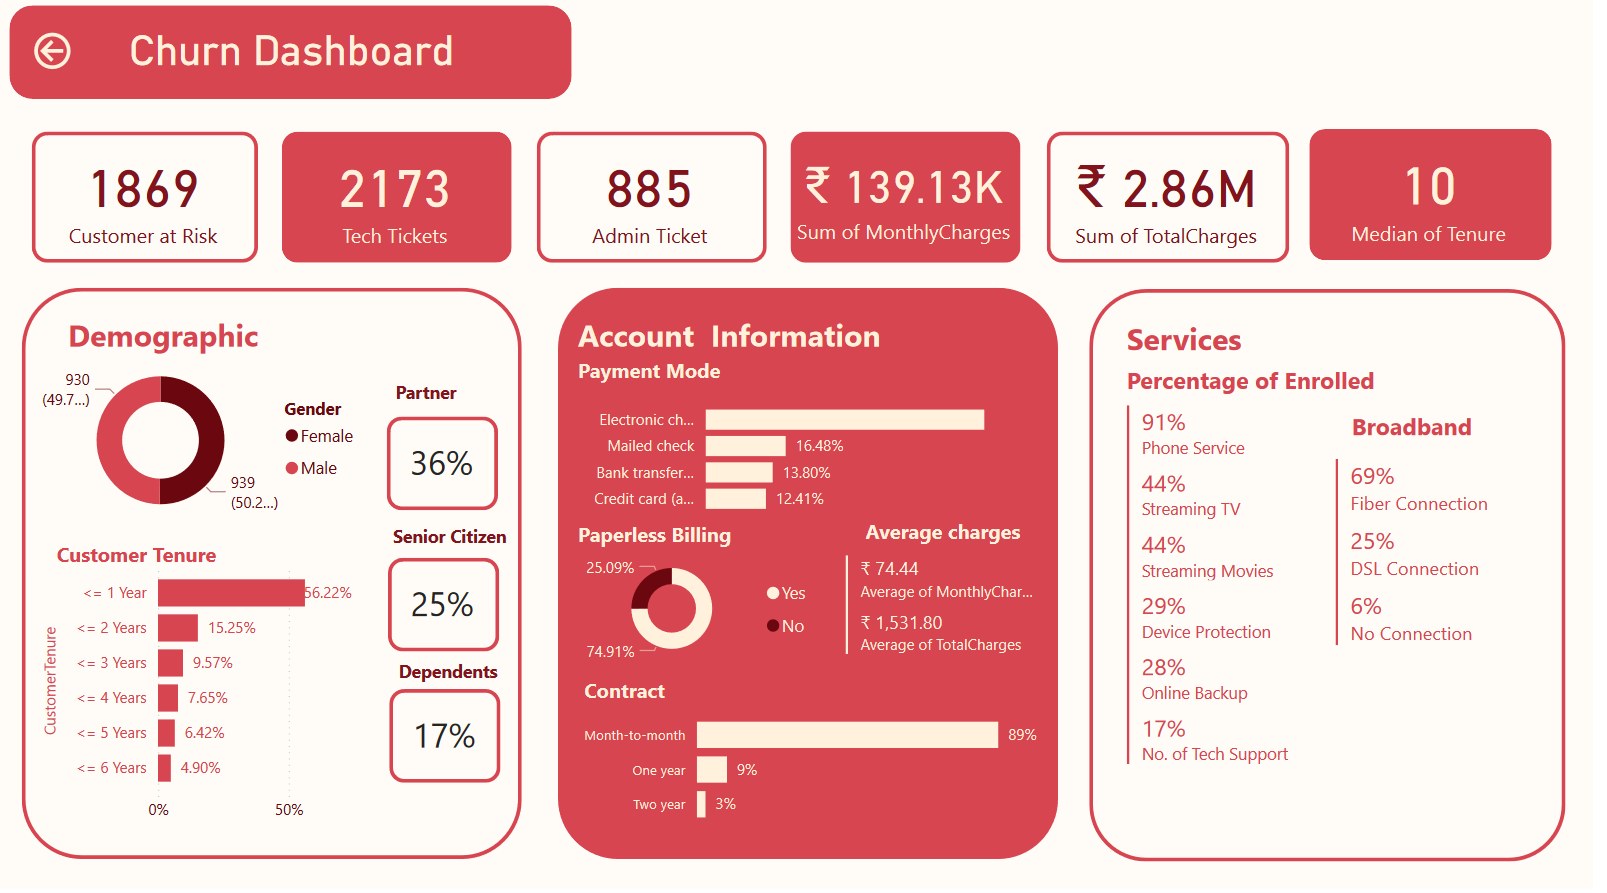 Churn Dashboard
1869
Customer at Risk
2173
Tech Tickets
885
Admin Ticket
₹ 139.13K
Sum of MonthlyCharges
₹ 2.86M
Sum of TotalCharges
10
Median of Tenure
Demographic
930
(49.7...)
939
(50.2...)
Gender
Female
Male
Partner
36%
Senior Citizen
25%
Dependents
17%
Customer Tenure
CustomerTenure
<= 1 Year 56.22%
<= 2 Years 15.25%
<= 3 Years 9.57%
<= 4 Years 7.65%
<= 5 Years 6.42%
<= 6 Years 4.90%
0% 50%
Account Information
Payment Mode
Electronic ch...
Mailed check 16.48%
Bank transfer... 13.80%
Credit card (a... 12.41%
Paperless Billing
25.09%
74.91%
Yes
No
Average charges
₹ 74.44
Average of MonthlyChar...
₹ 1,531.80
Average of TotalCharges
Contract
Month-to-month 89%
One year 9%
Two year 3%
Services
Percentage of Enrolled
91%
Phone Service
44%
Streaming TV
44%
Streaming Movies
29%
Device Protection
28%
Online Backup
17%
No. of Tech Support
Broadband
69%
Fiber Connection
25%
DSL Connection
6%
No Connection